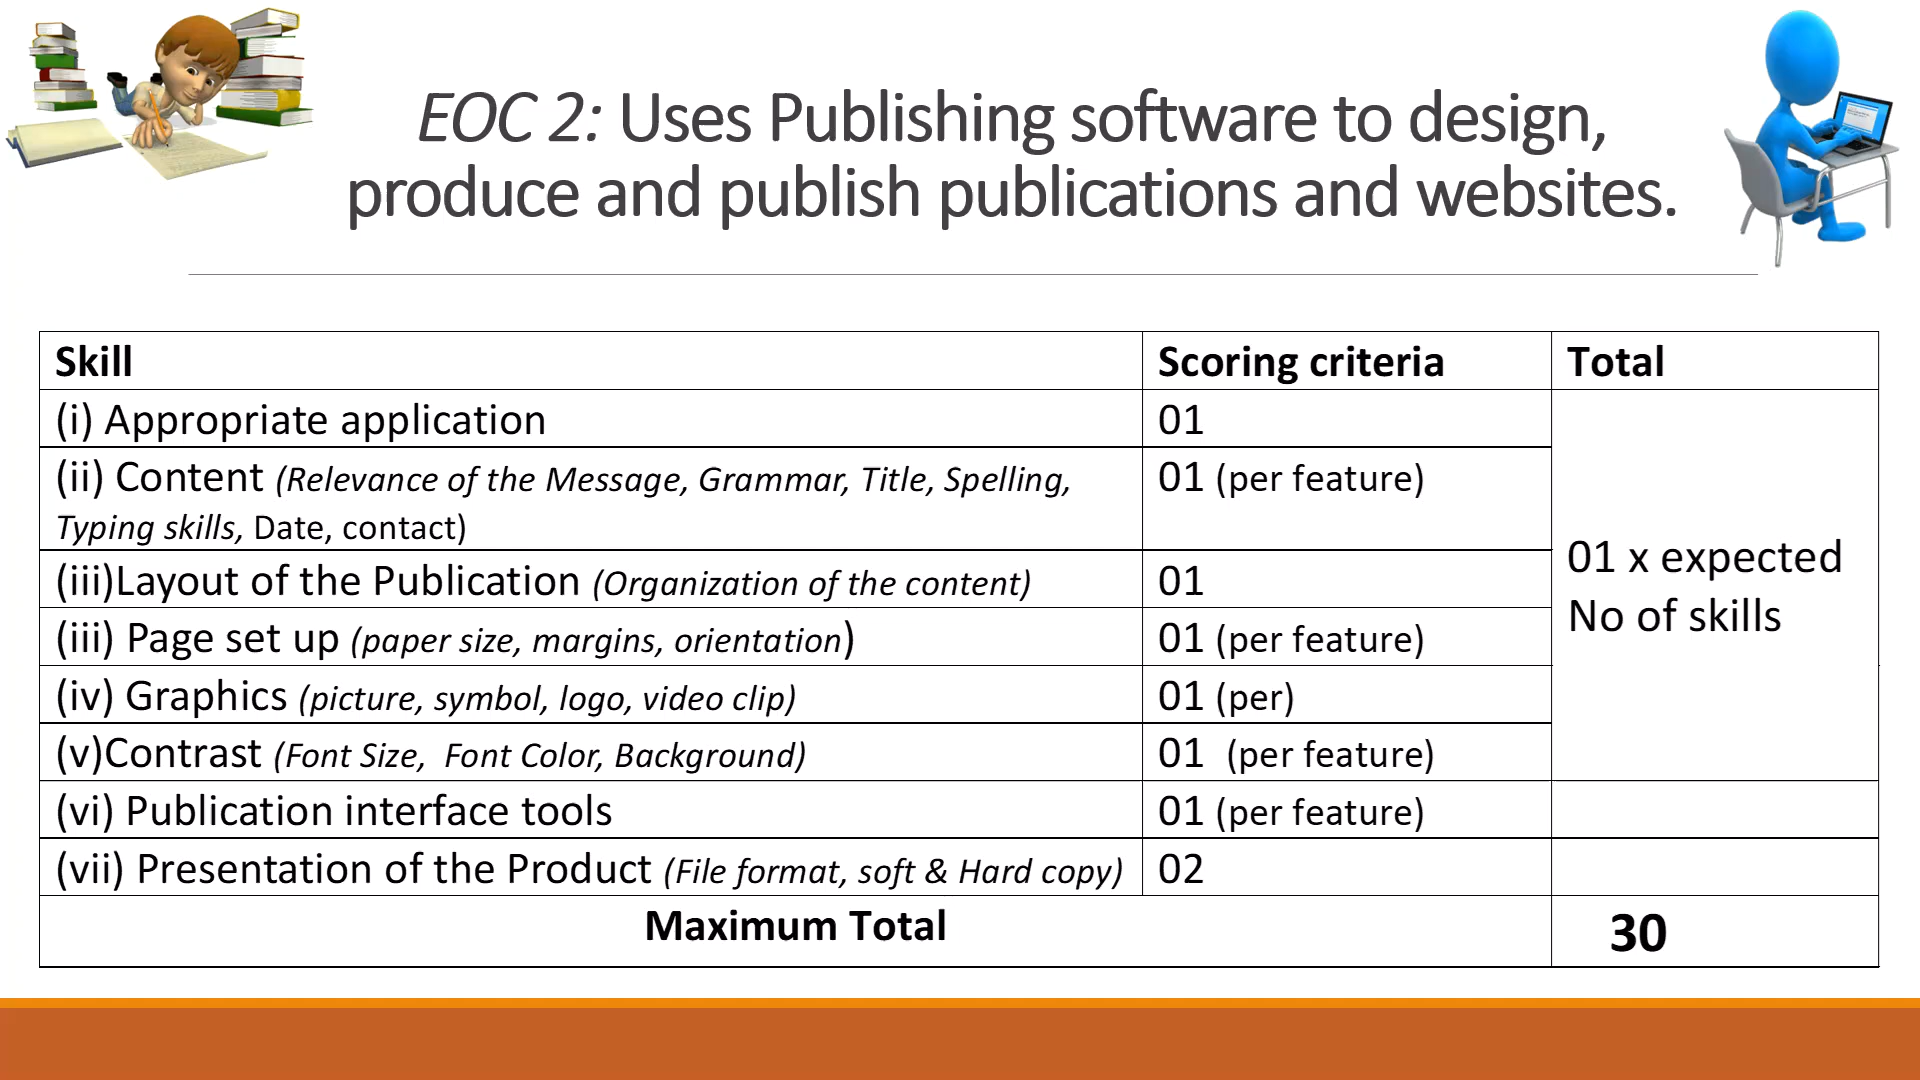 EOC 2: Uses Publishing software to design,
produce and publish publications and websites.
Skill Scoring criteria Total
(i) Appropriate application 01
(ii) Content (Relevance of the Message, Grammar, Title, Spelling, 01 (per feature)
Typing skills, Date, contact)
01 x expected
(iii)Layout of the Publication (Organization of the content) 01
No of skills
(iii) Page set up (paper size, margins, orientation) 01 (per feature)
(iv) Graphics (picture, symbol, logo, video clip) 01 (per)
(v)Contrast (Font Size, Font Color, Background) 01 (per feature)
(vi) Publication interface tools 01 (per feature)
(vii) Presentation of the Product (File format, soft & Hard copy) 02
Maximum Total 30